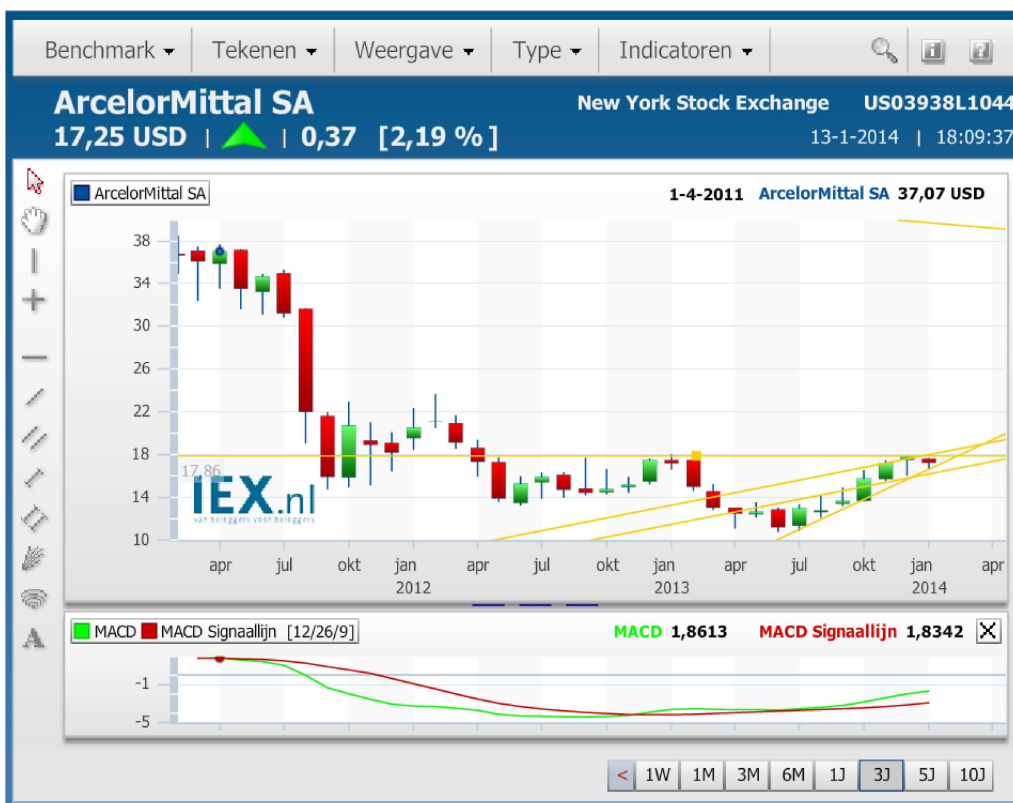 Benchmark Tekenen Weergave Type Indicatoren
ArcelorMittal SA New York Stock Exchange US03938L1044
17,25 USD | | 0,37 [2,19 %] 13-1-2014 | 18:09:37
ArcelorMittal SA 1-4-2011 ArcelorMittal SA 37,07 USD
38
34
30
26
22
18
17,86
IEX.nl
14
van beleggers voor beleggers
10
apr jul okt jan apr jul okt jan apr jul okt jan apr
2012 2013 2014
MACD MACD Signaallijn [12/26/9] MACD 1,8613 MACD Signaallijn 1,8342 X
-1
-5
A
< 1W 1M 3M 6M 1J 3J 5J 10J